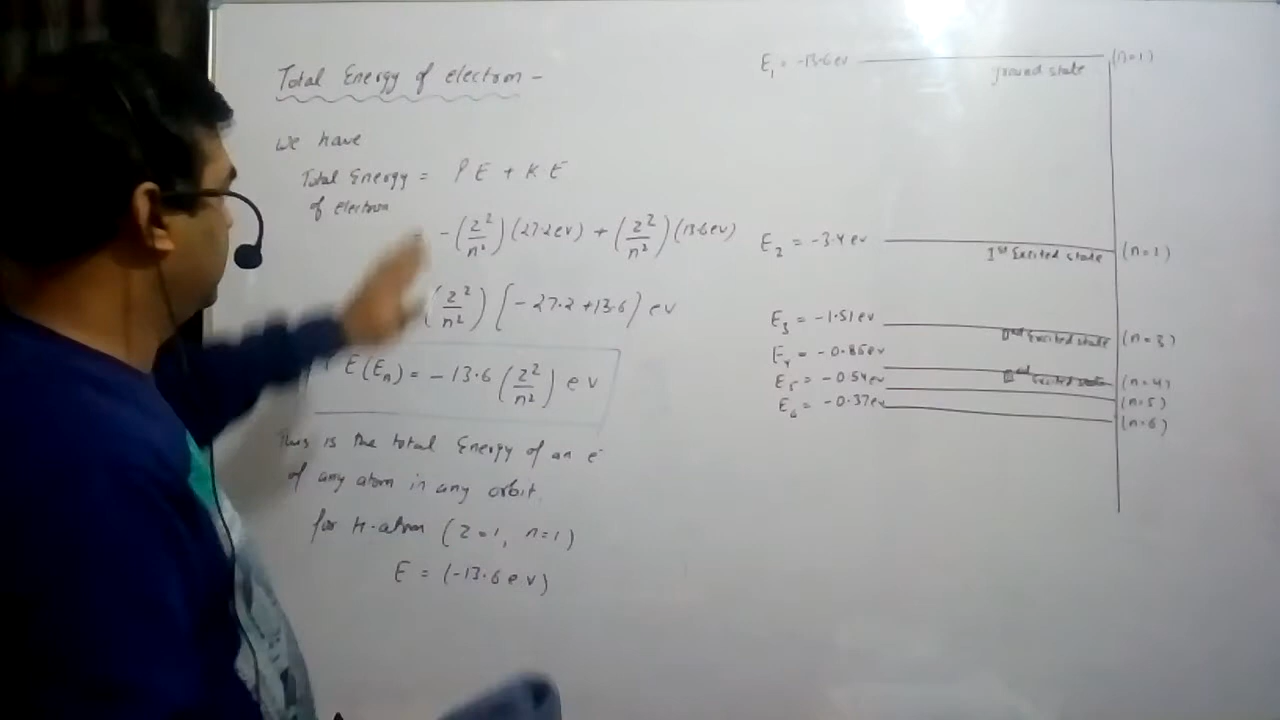 Total Energy of electron -
We have
Total Energy = PE + KE
of electron
= -(z²/n²)(27.2ev) + (z²/n²)(13.6ev)
(z²/n²) [-27.2+13.6] ev
E(En) = -13.6 (z²/n²) ev
This is the total Energy of an e⁻
of any atom in any orbit.
for H-atom (z=1, n=1)
E = (-13.6 ev)
E₁ = -13.6 ev ground state (n=1)
E₂ = -3.4 ev 1st Excited state (n=1)
E₃ = -1.51 ev Excited state (n=3)
E₄ = -0.85ev Excited state (n=4)
E₅ = -0.54ev (n=5)
E₆ = -0.37ev (n=6)